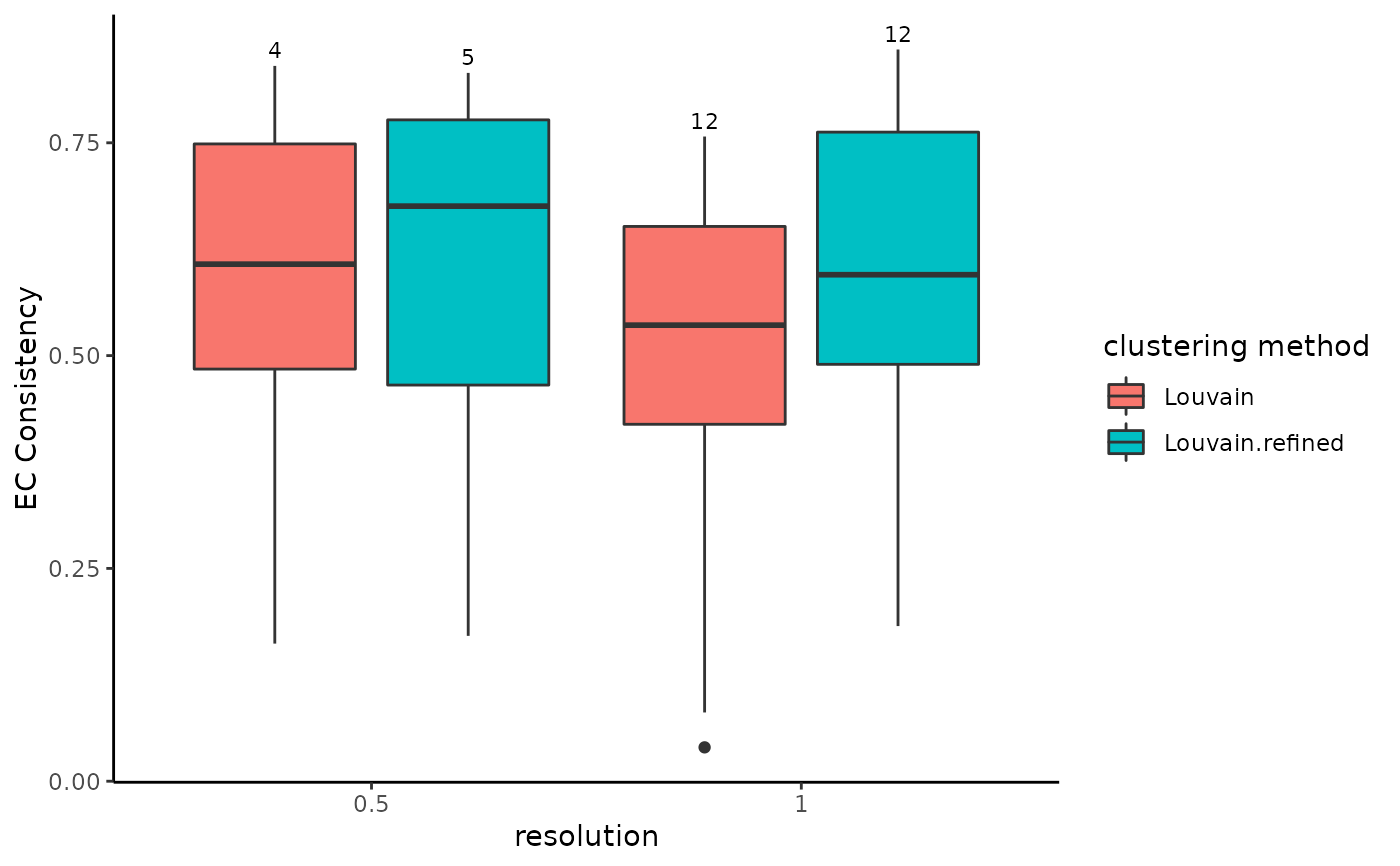 4
5
12
12
0.75
0.50
0.25
0.00
EC Consistency
0.5
1
resolution
clustering method
Louvain
Louvain.refined